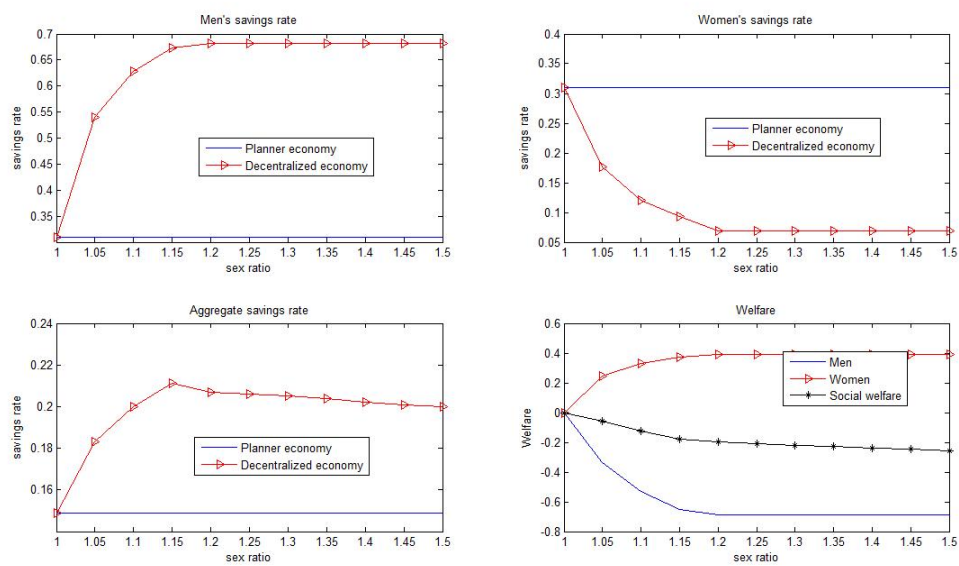 Men's savings rate
savings rate
0.7
0.65
0.6
0.55
0.5
0.45
0.4
0.35
Planner economy
Decentralized economy
1 1.05 1.1 1.15 1.2 1.25 1.3 1.35 1.4 1.45 1.5
sex ratio
Women's savings rate
savings rate
0.4
0.35
0.3
0.25
0.2
0.15
0.1
0.05
Planner economy
Decentralized economy
1 1.05 1.1 1.15 1.2 1.25 1.3 1.35 1.4 1.45 1.5
sex ratio
Aggregate savings rate
savings rate
0.24
0.22
0.2
0.18
0.16
Planner economy
Decentralized economy
1 1.05 1.1 1.15 1.2 1.25 1.3 1.35 1.4 1.45 1.5
sex ratio
Welfare
Welfare
0.6
0.4
0.2
0
-0.2
-0.4
-0.6
-0.8
Men
Women
Social welfare
1 1.05 1.1 1.15 1.2 1.25 1.3 1.35 1.4 1.45 1.5
sex ratio